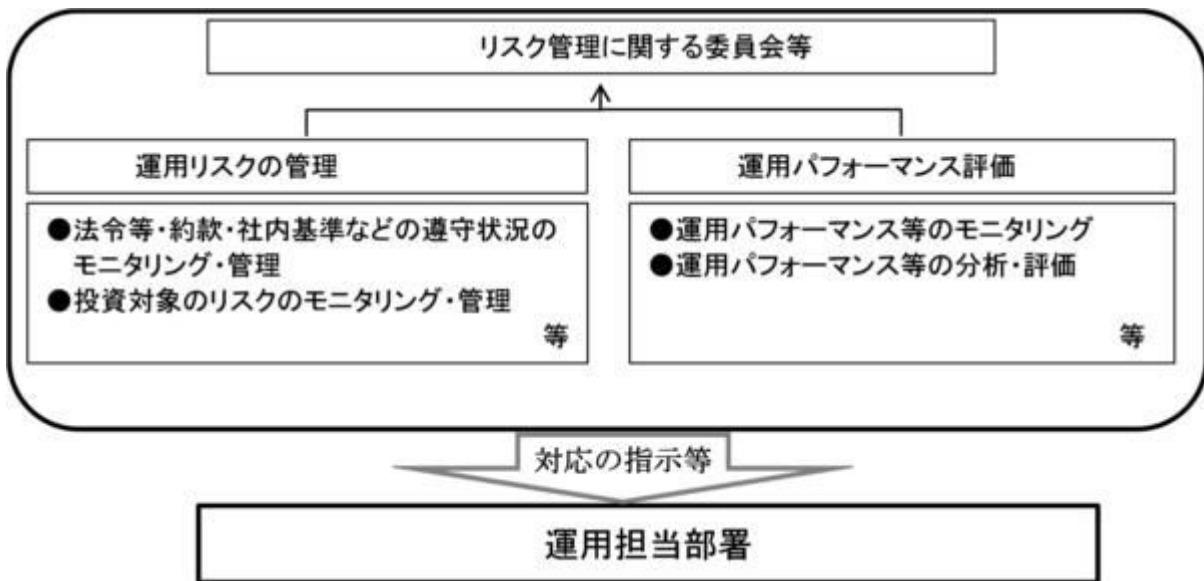 リスク管理に関する委員会等
運用リスクの管理
●法令等・約款・社内基準などの遵守状況の
モニタリング・管理
●投資対象のリスクのモニタリング・管理
等
運用パフォーマンス評価
●運用パフォーマンス等のモニタリング
●運用パフォーマンス等の分析・評価
等
対応の指示等
運用担当部署